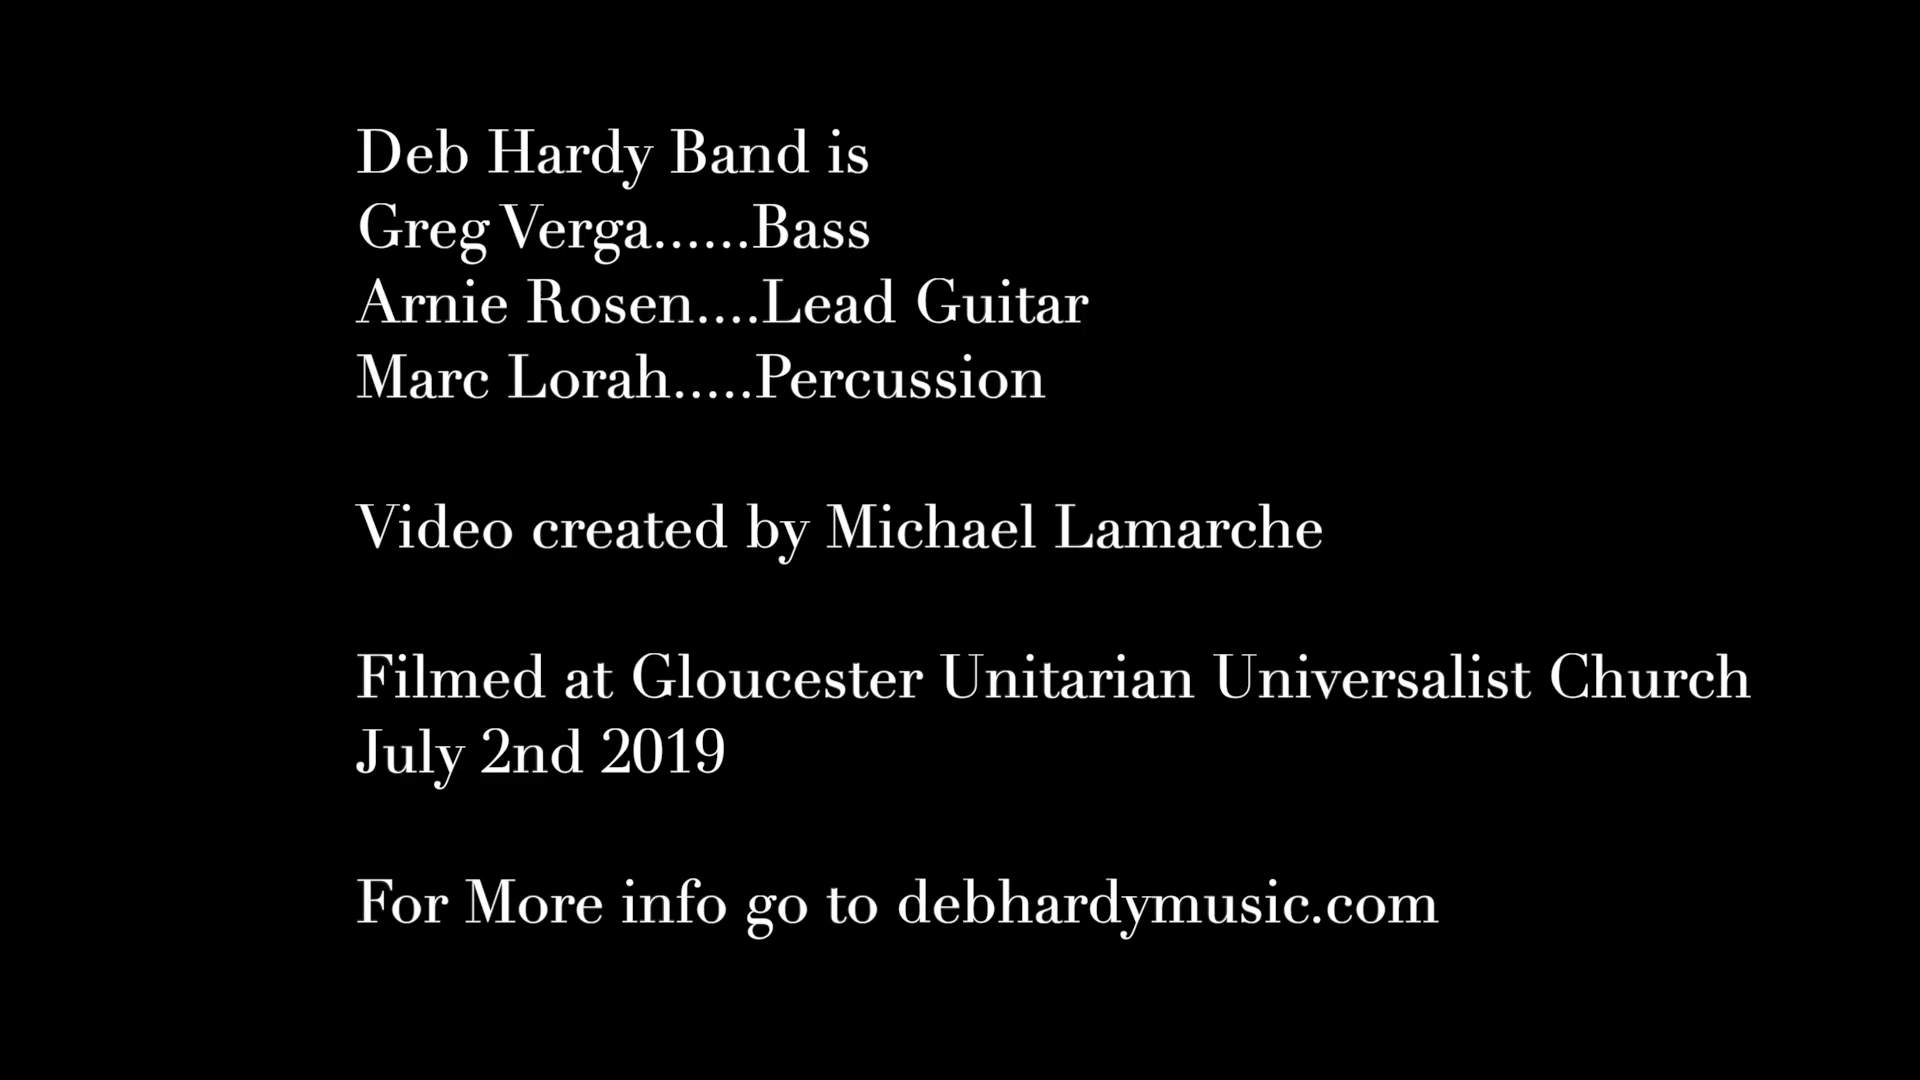 Deb Hardy Band is
Greg Verga......Bass
Arnie Rosen....Lead Guitar
Marc Lorah.....Percussion
Video created by Michael Lamarche
Filmed at Gloucester Unitarian Universalist Church
July 2nd 2019
For More info go to debhardymusic.com